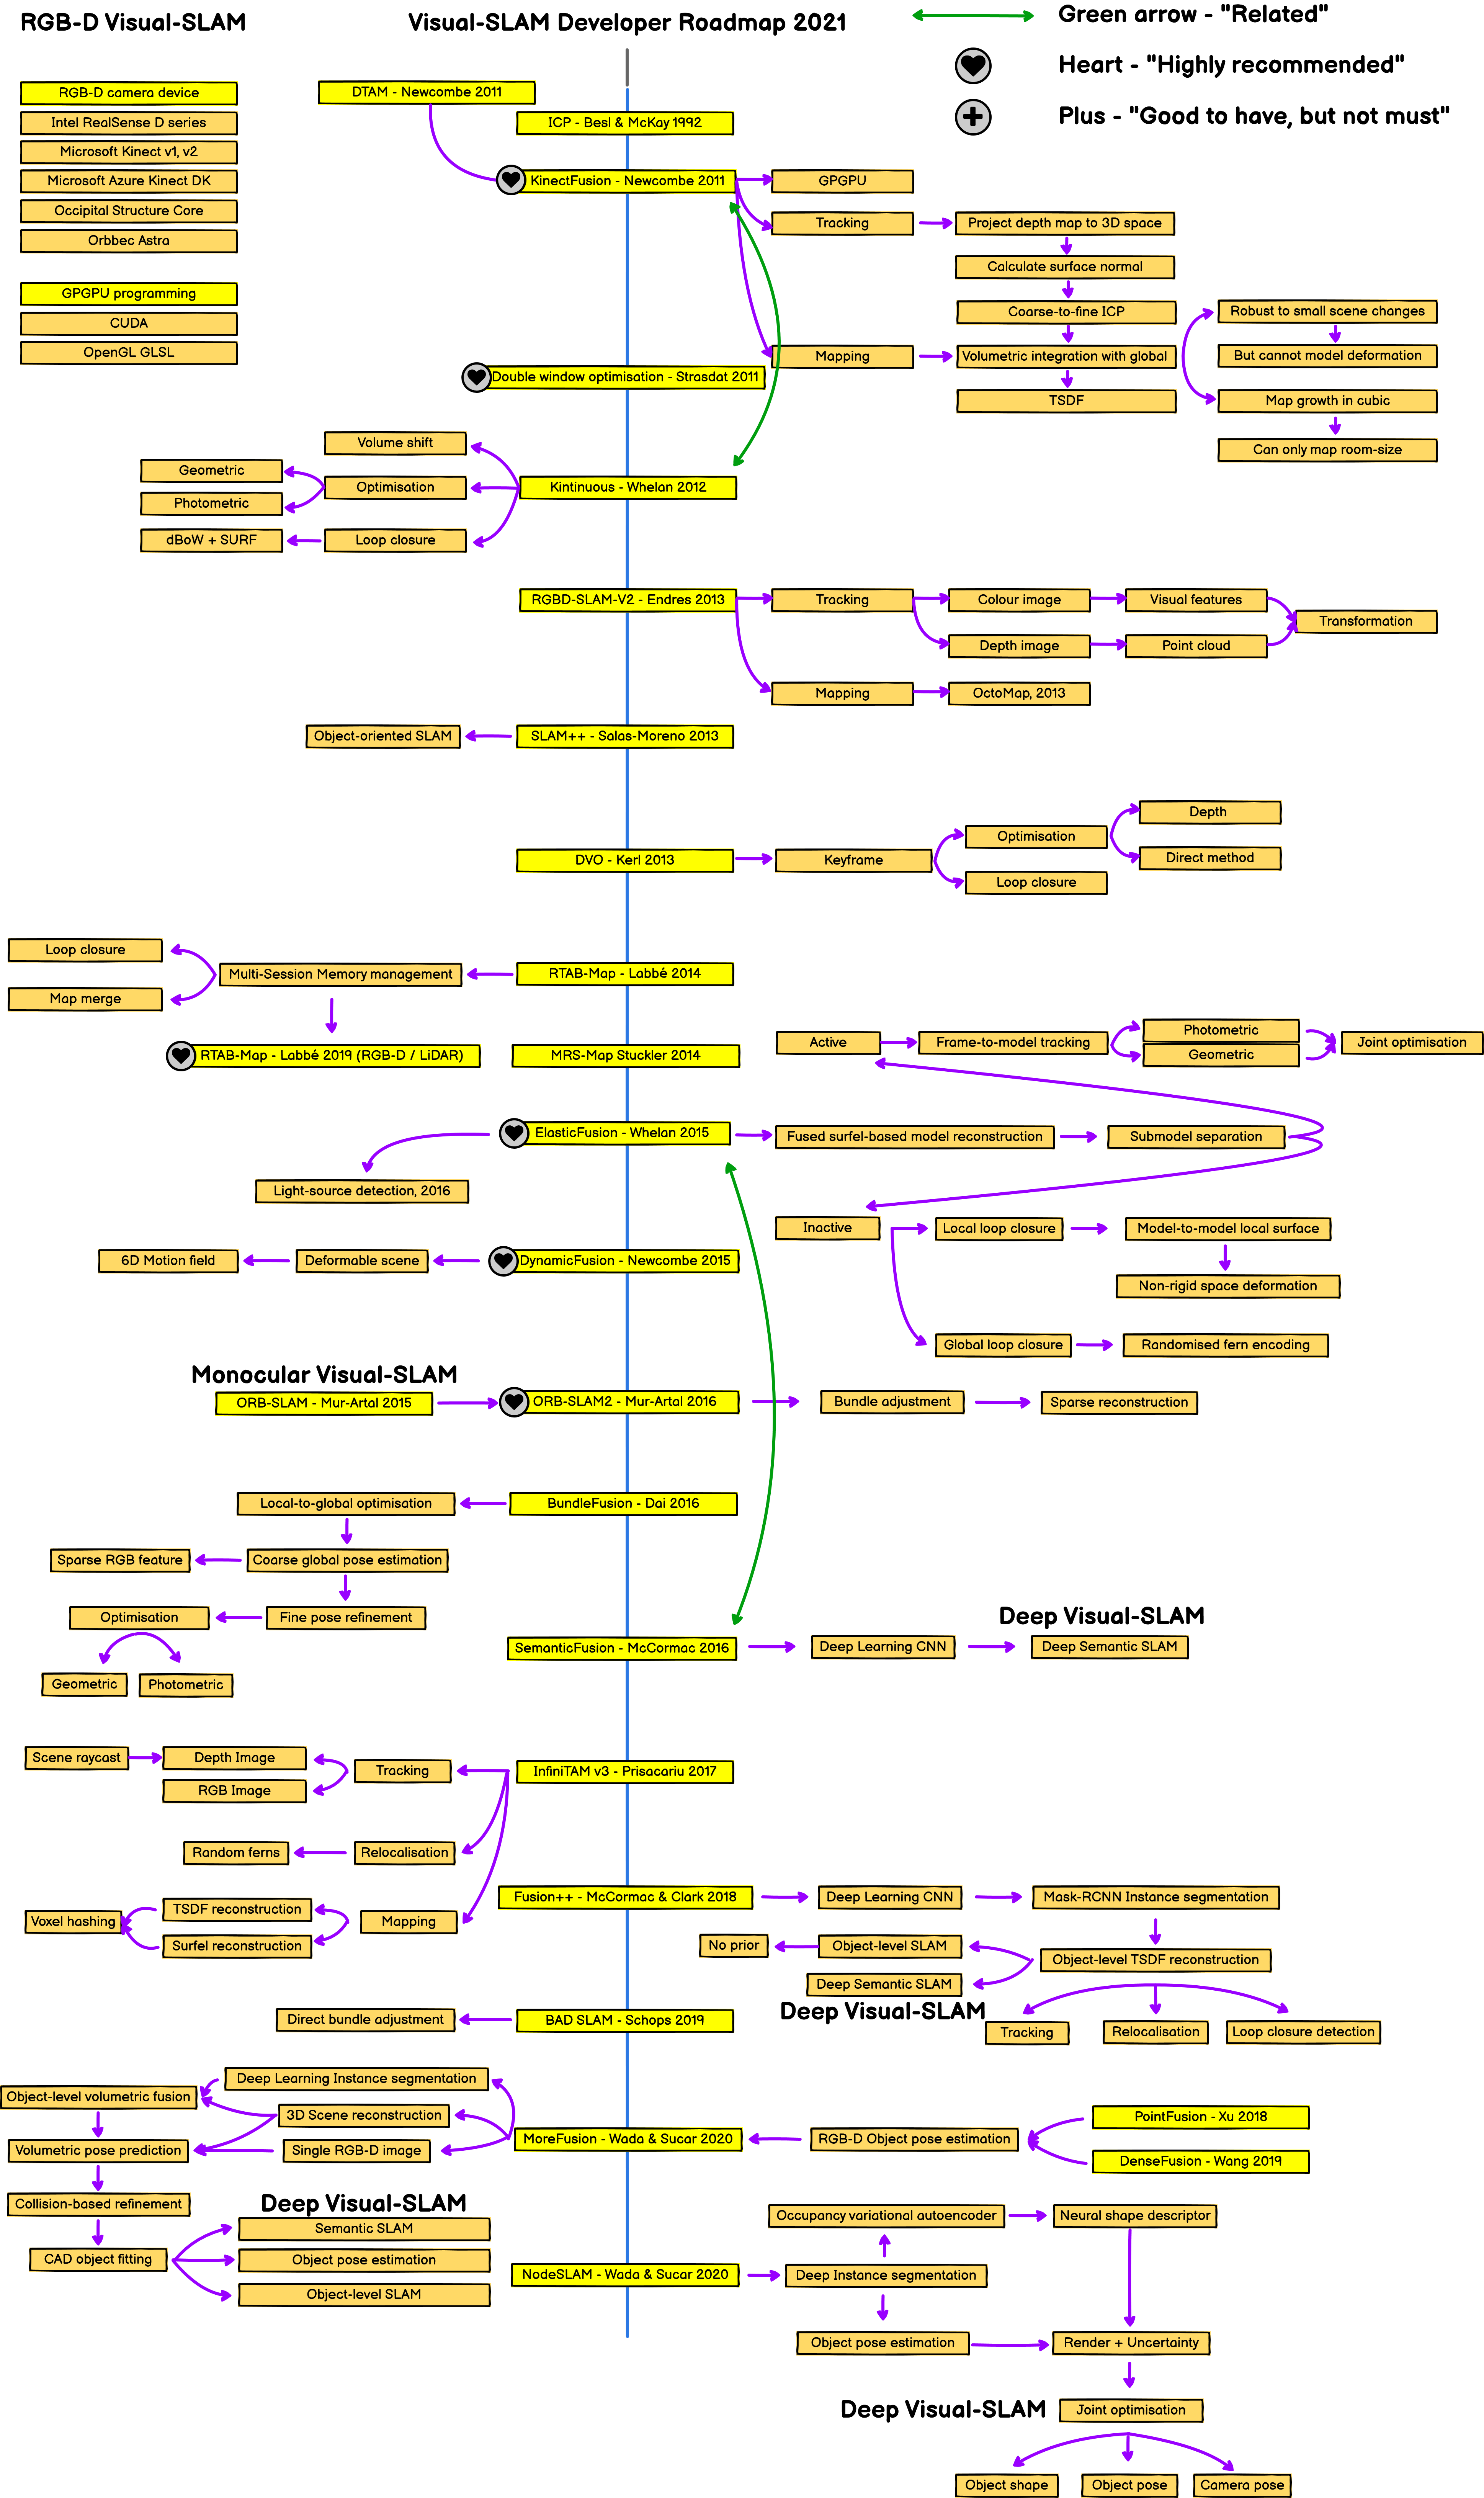 RGB-D Visual-SLAM
Visual-SLAM Developer Roadmap 2021
Green arrow - "Related"
Heart - "Highly recommended"
Plus - "Good to have, but not must"
RGB-D camera device
Intel RealSense D series
Microsoft Kinect v1, v2
Microsoft Azure Kinect DK
Occipital Structure Core
Orbbec Astra
GPGPU programming
CUDA
OpenGL GLSL
DTAM - Newcombe 2011
ICP - Besl & McKay 1992
KinectFusion - Newcombe 2011
GPGPU
Tracking
Project depth map to 3D space
Calculate surface normal
Coarse-to-fine ICP
Mapping
Volumetric integration with global
TSDF
Robust to small scene changes
But cannot model deformation
Map growth in cubic
Can only map room-size
Double window optimisation - Strasdat 2011
Kintinuous - Whelan 2012
Volume shift
Optimisation
Geometric
Photometric
Loop closure
dBoW + SURF
RGBD-SLAM-V2 - Endres 2013
Tracking
Colour image
Visual features
Transformation
Depth image
Point cloud
Mapping
OctoMap, 2013
SLAM++ - Salas-Moreno 2013
Object-oriented SLAM
DVO - Kerl 2013
Keyframe
Optimisation
Depth
Direct method
Loop closure
RTAB-Map - Labbé 2014
Multi-Session Memory management
Loop closure
Map merge
RTAB-Map - Labbé 2019 (RGB-D / LiDAR)
MRS-Map Stuckler 2014
Active
Frame-to-model tracking
Photometric
Geometric
Joint optimisation
ElasticFusion - Whelan 2015
Fused surfel-based model reconstruction
Submodel separation
Light-source detection, 2016
Inactive
Local loop closure
Model-to-model local surface
Non-rigid space deformation
Global loop closure
Randomised fern encoding
DynamicFusion - Newcombe 2015
Deformable scene
6D Motion field
Monocular Visual-SLAM
ORB-SLAM - Mur-Artal 2015
ORB-SLAM2 - Mur-Artal 2016
Bundle adjustment
Sparse reconstruction
BundleFusion - Dai 2016
Local-to-global optimisation
Coarse global pose estimation
Sparse RGB feature
Fine pose refinement
Optimisation
Geometric
Photometric
SemanticFusion - McCormac 2016
Deep Learning CNN
Deep Visual-SLAM
Deep Semantic SLAM
InfiniTAM v3 - Prisacariu 2017
Tracking
Depth Image
Scene raycast
RGB Image
Relocalisation
Random ferns
Mapping
TSDF reconstruction
Surfel reconstruction
Voxel hashing
Fusion++ - McCormac & Clark 2018
Deep Learning CNN
Mask-RCNN Instance segmentation
Object-level TSDF reconstruction
Object-level SLAM
No prior
Deep Semantic SLAM
Deep Visual-SLAM
Tracking
Relocalisation
Loop closure detection
BAD SLAM - Schops 2019
Direct bundle adjustment
MoreFusion - Wada & Sucar 2020
RGB-D Object pose estimation
PointFusion - Xu 2018
DenseFusion - Wang 2019
Deep Learning Instance segmentation
3D Scene reconstruction
Single RGB-D image
Object-level volumetric fusion
Volumetric pose prediction
Collision-based refinement
CAD object fitting
Deep Visual-SLAM
Semantic SLAM
Object pose estimation
Object-level SLAM
NodeSLAM - Wada & Sucar 2020
Deep Instance segmentation
Occupancy variational autoencoder
Neural shape descriptor
Object pose estimation
Render + Uncertainty
Deep Visual-SLAM
Joint optimisation
Object shape
Object pose
Camera pose